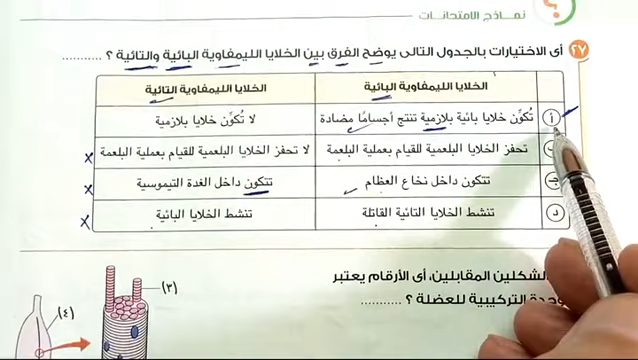 نماذج الامتحانات
٢٧ أى الاختيارات بالجدول التالى يوضح الفرق بين الخلايا الليمفاوية البائية والتائية ؟ ............
الخلايا الليمفاوية البائية الخلايا الليمفاوية التائية
أ تُكوِّن خلايا بائية بلازمية تنتج أجسامًا مضادة لا تُكوِّن خلايا بلازمية
تحفز الخلايا البلعمية للقيام بعملية البلعمة لا تحفز الخلايا البلعمية للقيام بعملية البلعمة
جـ تتكون داخل نخاع العظام تتكون داخل الغدة التيموسية
د تنشط الخلايا التائية القاتلة تنشط الخلايا البائية
الشكلين المقابلين، أى الأرقام يعتبر
التركيبية للعضلة ؟ ............
(٣)
(٤)